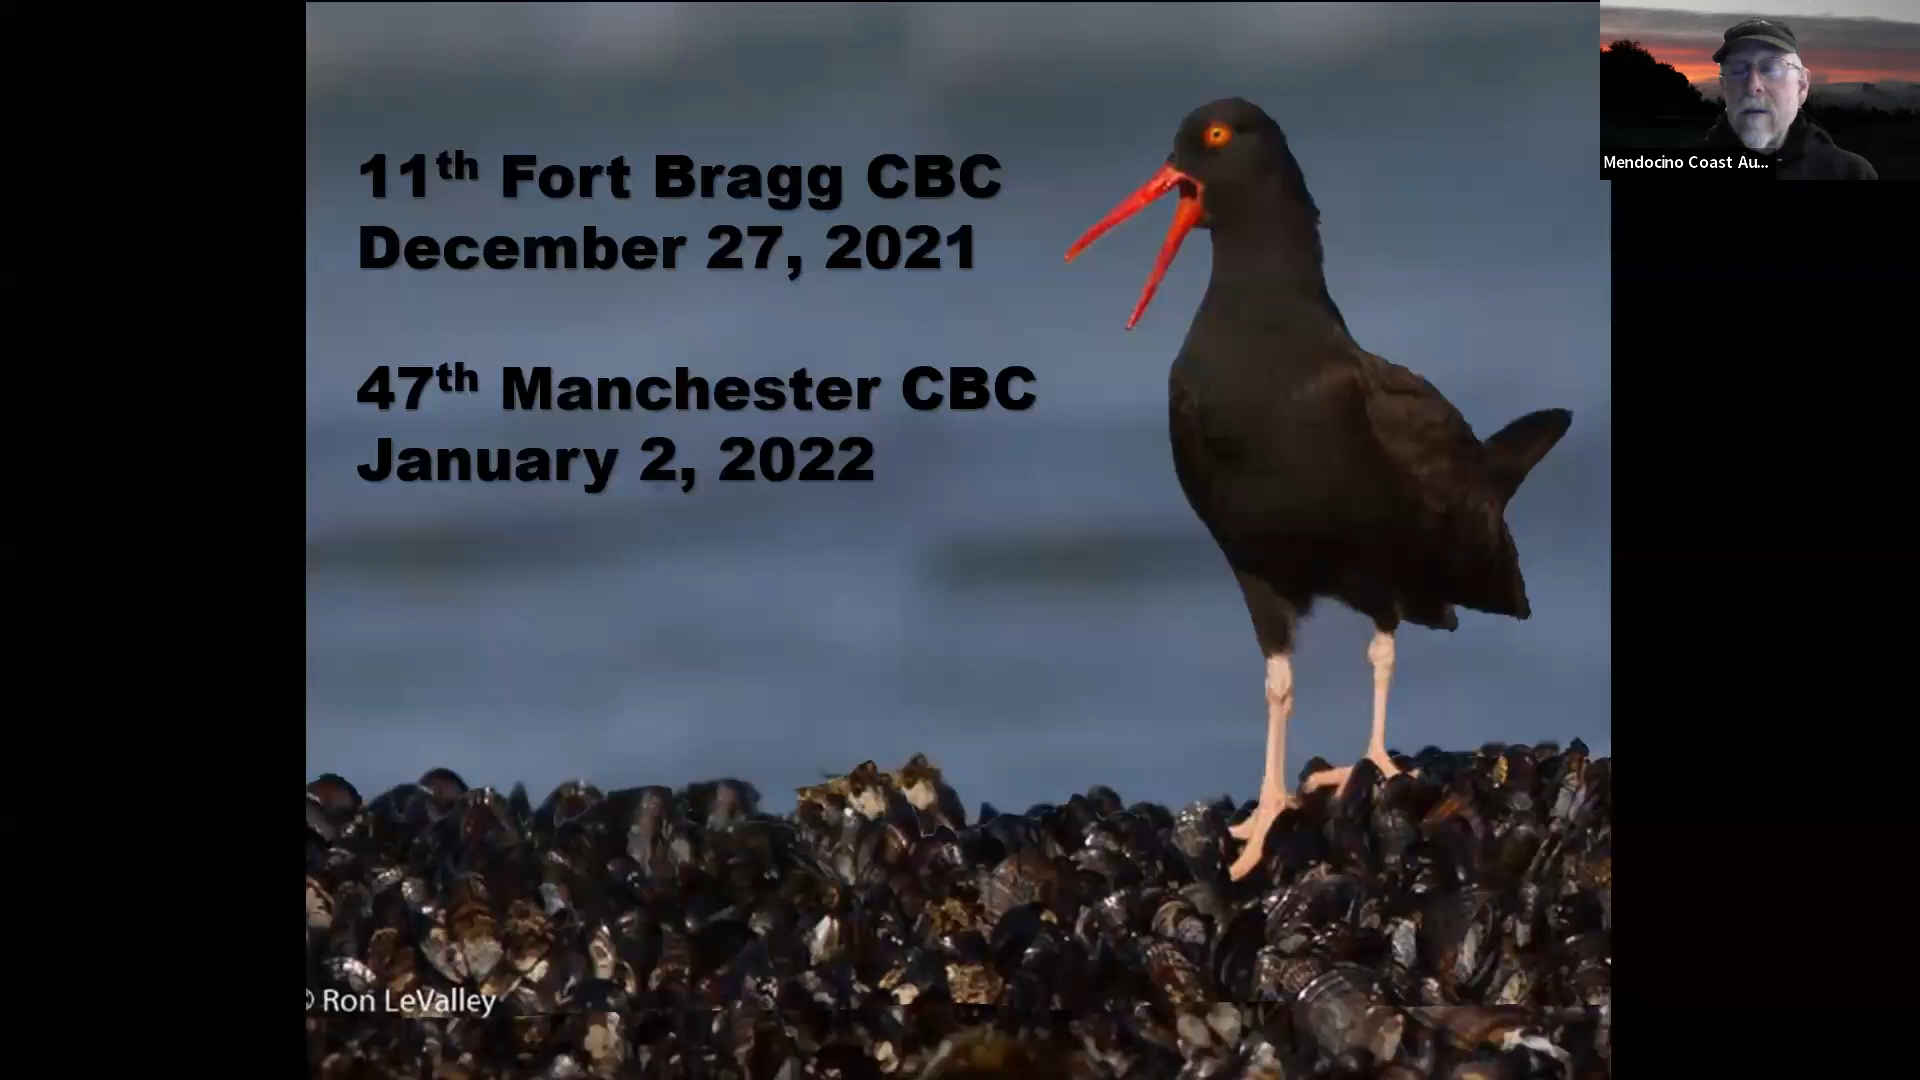 11th Fort Bragg CBC
December 27, 2021
47th Manchester CBC
January 2, 2022
Mendocino Coast Au...
© Ron LeValley